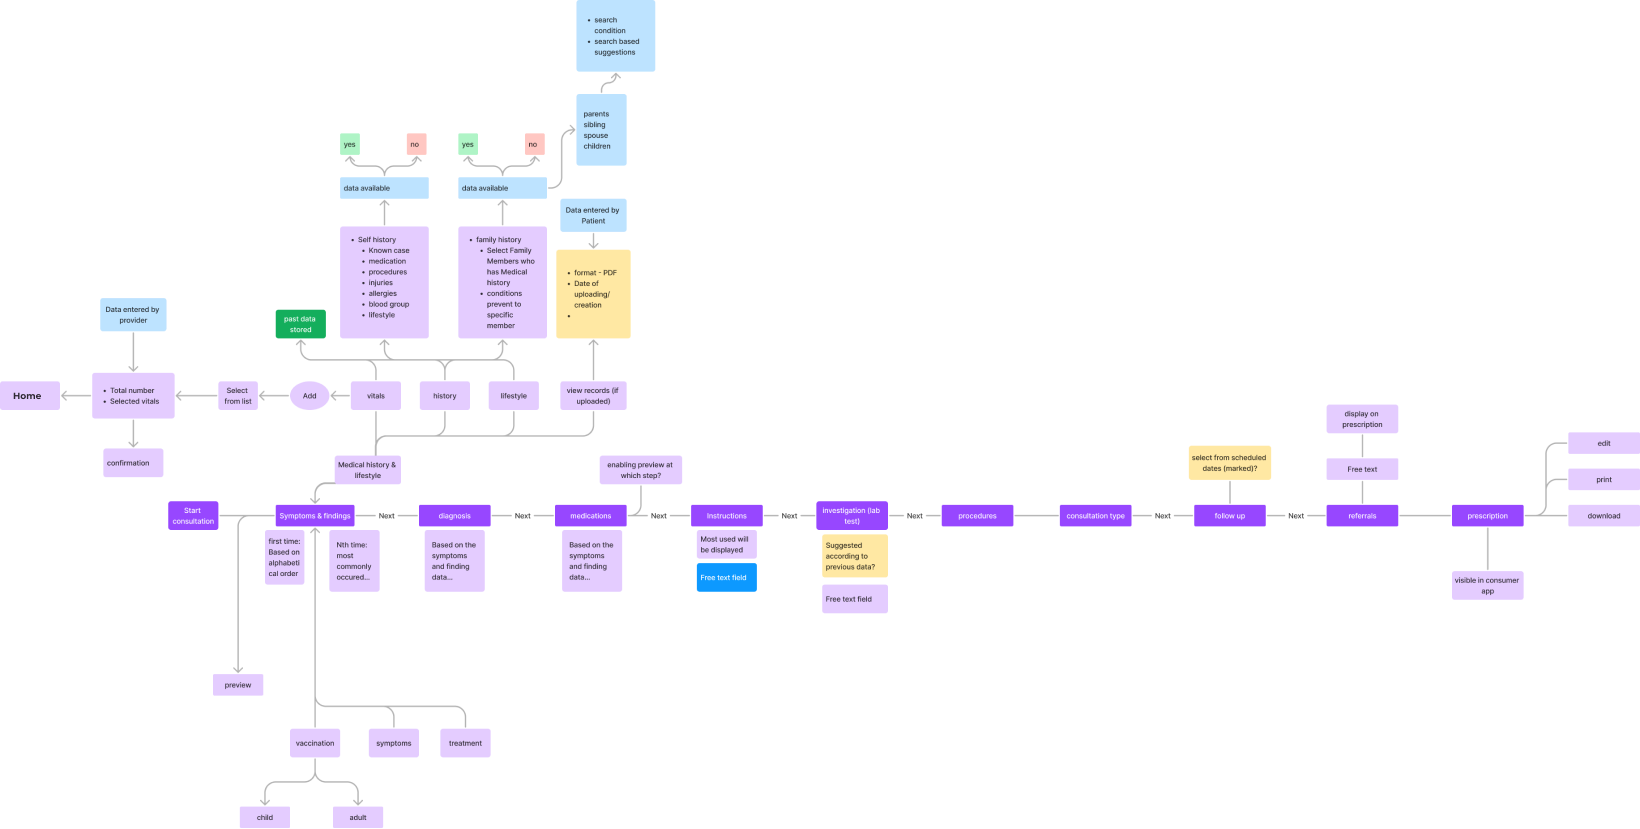 search
condition
search based
suggestions
parents
sibling
spouse
children
yes
no
yes
no
data available
data available
Data entered by
Patient
Self history
Known case
medication
procedures
injuries
allergies
blood group
lifestyle
family history
Select Family
Members who
has Medical
history
conditions
prevent to
specific
member
format - PDF
Date of
uploading/
creation
Data entered by
provider
past data
stored
Home
Total number
Selected vitals
Select
from list
Add
vitals
history
lifestyle
view records (if
uploaded)
confirmation
Medical history &
lifestyle
enabling preview at
which step?
select from scheduled
dates (marked)?
display on
prescription
Free text
edit
print
download
Start
consultation
Symptoms & findings
Next
diagnosis
Next
medications
Next
Instructions
Next
investigation (lab
test)
Next
procedures
consultation type
Next
follow up
Next
referrals
prescription
first time:
Based on
alphabeti
cal order
Nth time:
most
commonly
occured...
Based on the
symptoms
and finding
data...
Based on the
symptoms
and finding
data...
Most used will
be displayed
Free text field
Suggested
according to
previous data?
Free text field
visible in consumer
app
preview
vaccination
symptoms
treatment
child
adult